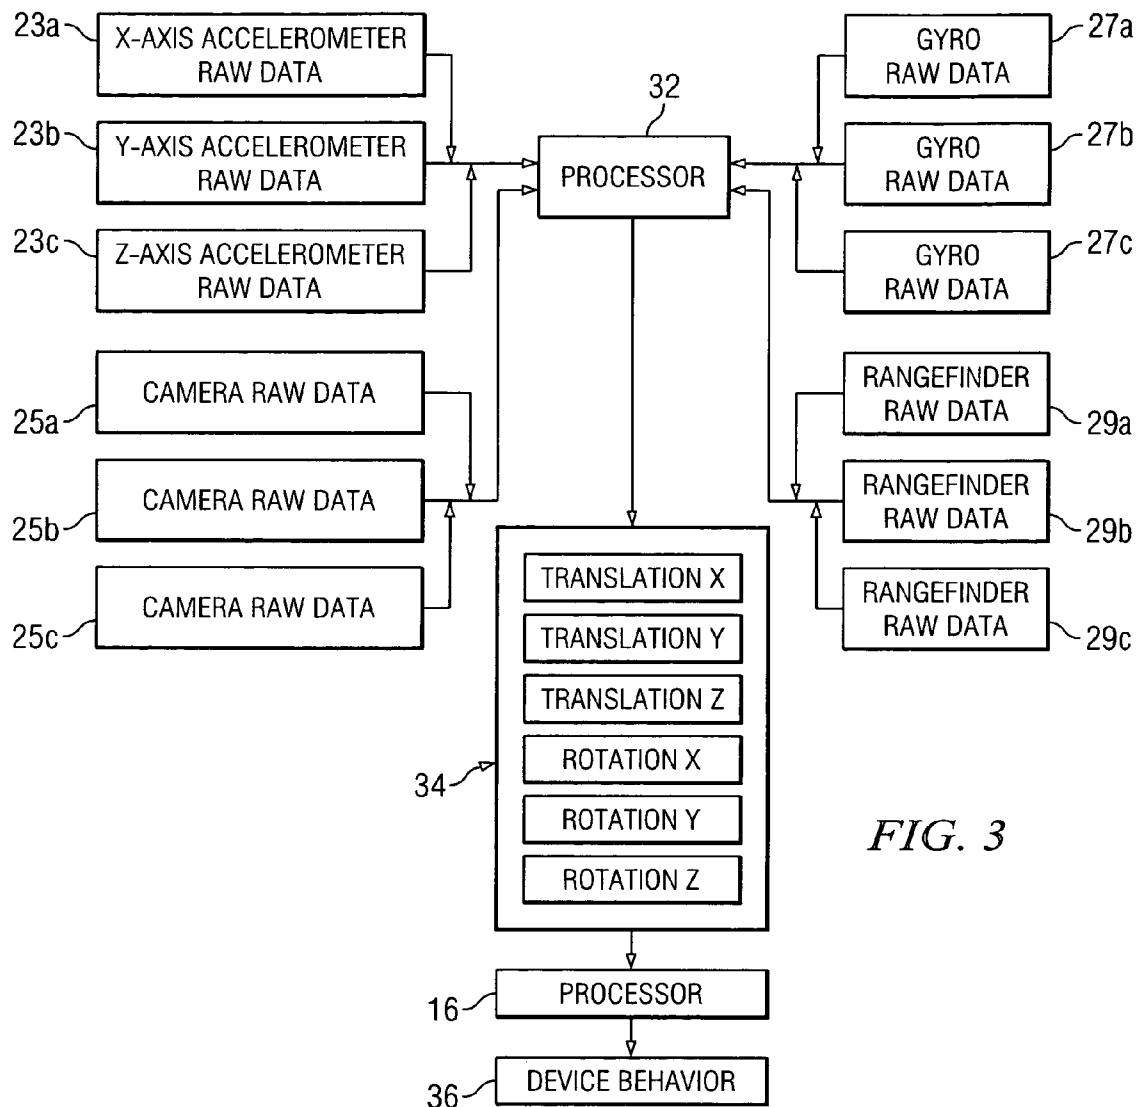 23a
X-AXIS ACCELEROMETER
RAW DATA
23b
Y-AXIS ACCELEROMETER
RAW DATA
23c
Z-AXIS ACCELEROMETER
RAW DATA
25a
CAMERA RAW DATA
25b
CAMERA RAW DATA
25c
CAMERA RAW DATA
32
PROCESSOR
27a
GYRO
RAW DATA
27b
GYRO
RAW DATA
27c
GYRO
RAW DATA
RANGEFINDER
RAW DATA
29a
RANGEFINDER
RAW DATA
29b
RANGEFINDER
RAW DATA
29c
34
TRANSLATION X
TRANSLATION Y
TRANSLATION Z
ROTATION X
ROTATION Y
ROTATION Z
16
PROCESSOR
36
DEVICE BEHAVIOR
FIG. 3